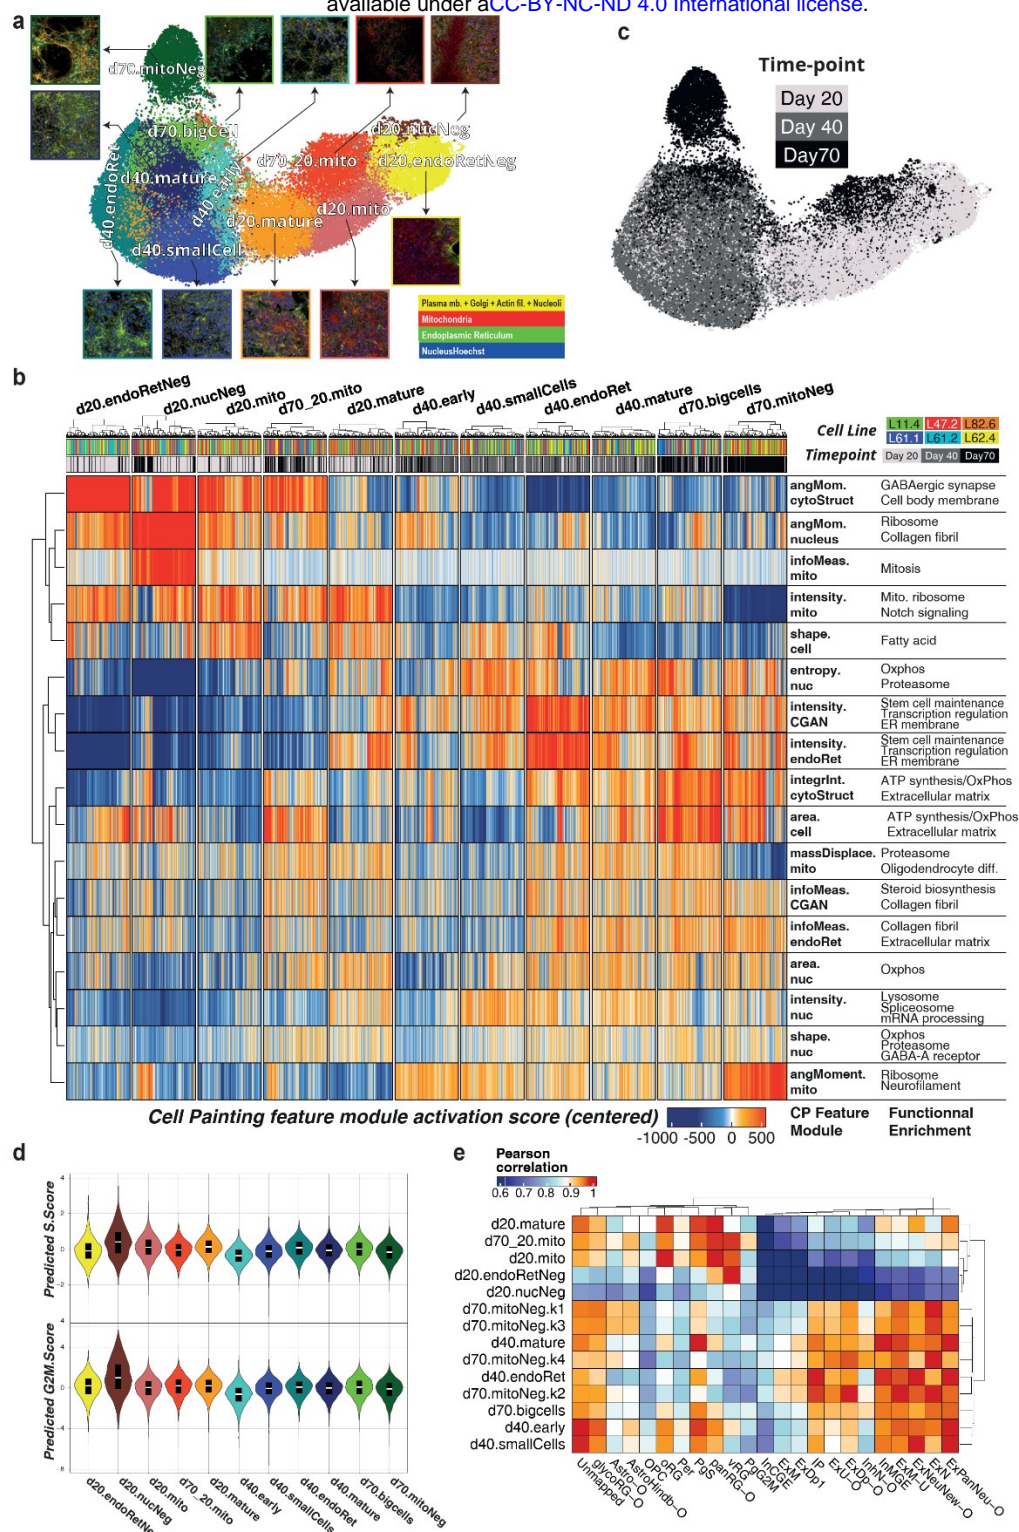 available under aCC-BY-NC-ND 4.0 International license.
a
d70.mitoNeg
d70.bigCell
d40.endoRet
d40.mature
d40.early
d40.smallCell
d20.mature
d70_20.mito
d20.mito
d20.nucNeg
d20.endoRetNeg
Plasma mb. + Golgi + Actin fil. + Nucleoli
Mitochondria
Endoplasmic Reticulum
NucleusHoechst
c
Time-point
Day 20
Day 40
Day70
b
d20.endoRetNeg
d20.nucNeg
d20.mito
d70_20.mito
d20.mature
d40.early
d40.smallCells
d40.endoRet
d40.mature
d70.bigcells
d70.mitoNeg
Cell Line
L11.4 L47.2 L82.6
L61.1 L61.2 L62.4
Timepoint Day 20 Day 40 Day70
angMom. GABAergic synapse
cytoStruct Cell body membrane
angMom. Ribosome
nucleus Collagen fibril
infoMeas.
mito Mitosis
intensity. Mito. ribosome
mito Notch signaling
shape.
cell Fatty acid
entropy. Oxphos
nuc Proteasome
intensity. Stem cell maintenance
CGAN Transcription regulation
ER membrane
intensity. Stem cell maintenance
endoRet Transcription regulation
ER membrane
integrInt. ATP synthesis/OxPhos
cytoStruct Extracellular matrix
area. ATP synthesis/OxPhos
cell Extracellular matrix
massDisplace. Proteasome
mito Oligodendrocyte diff.
infoMeas. Steroid biosynthesis
CGAN Collagen fibril
infoMeas. Collagen fibril
endoRet Extracellular matrix
area.
nuc Oxphos
intensity. Lysosome
nuc Spliceosome
mRNA processing
shape. Oxphos
nuc Proteasome
GABA-A receptor
angMoment. Ribosome
mito Neurofilament
Cell Painting feature module activation score (centered)
-1000 -500 0 500
CP Feature Module
Functionnal Enrichment
d
Predicted S.Score
4
0
-2
4
Predicted G2M.Score
4
0
-4
8
d20.endoRetNe
d20.nucNeg
d20.mito
d70_20.mito
d20.mature
d40.early
d40.smallCells
d40.endoRet
d40.mature
d70.bigcells
d70.mitoNeg
e
Pearson
correlation
0.6 0.7 0.8 0.9 1
d20.mature
d70_20.mito
d20.mito
d20.endoRetNeg
d20.nucNeg
d70.mitoNeg.k1
d70.mitoNeg.k3
d40.mature
d70.mitoNeg.k4
d40.endoRet
d70.mitoNeg.k2
d70.bigcells
d40.early
d40.smallCells
Unmapped
glycoRG-O
Astro-O
AstroHindb-O
OPC-O
oRG
Per
PgS
panRG-O
vRG
PgG2M
InCGE
ExM
ExDp1
IP
ExU-O
ExDp-O
InhN-O
InMGE
ExM-U
ExNeuNew-O
ExN
ExPanNeu-O